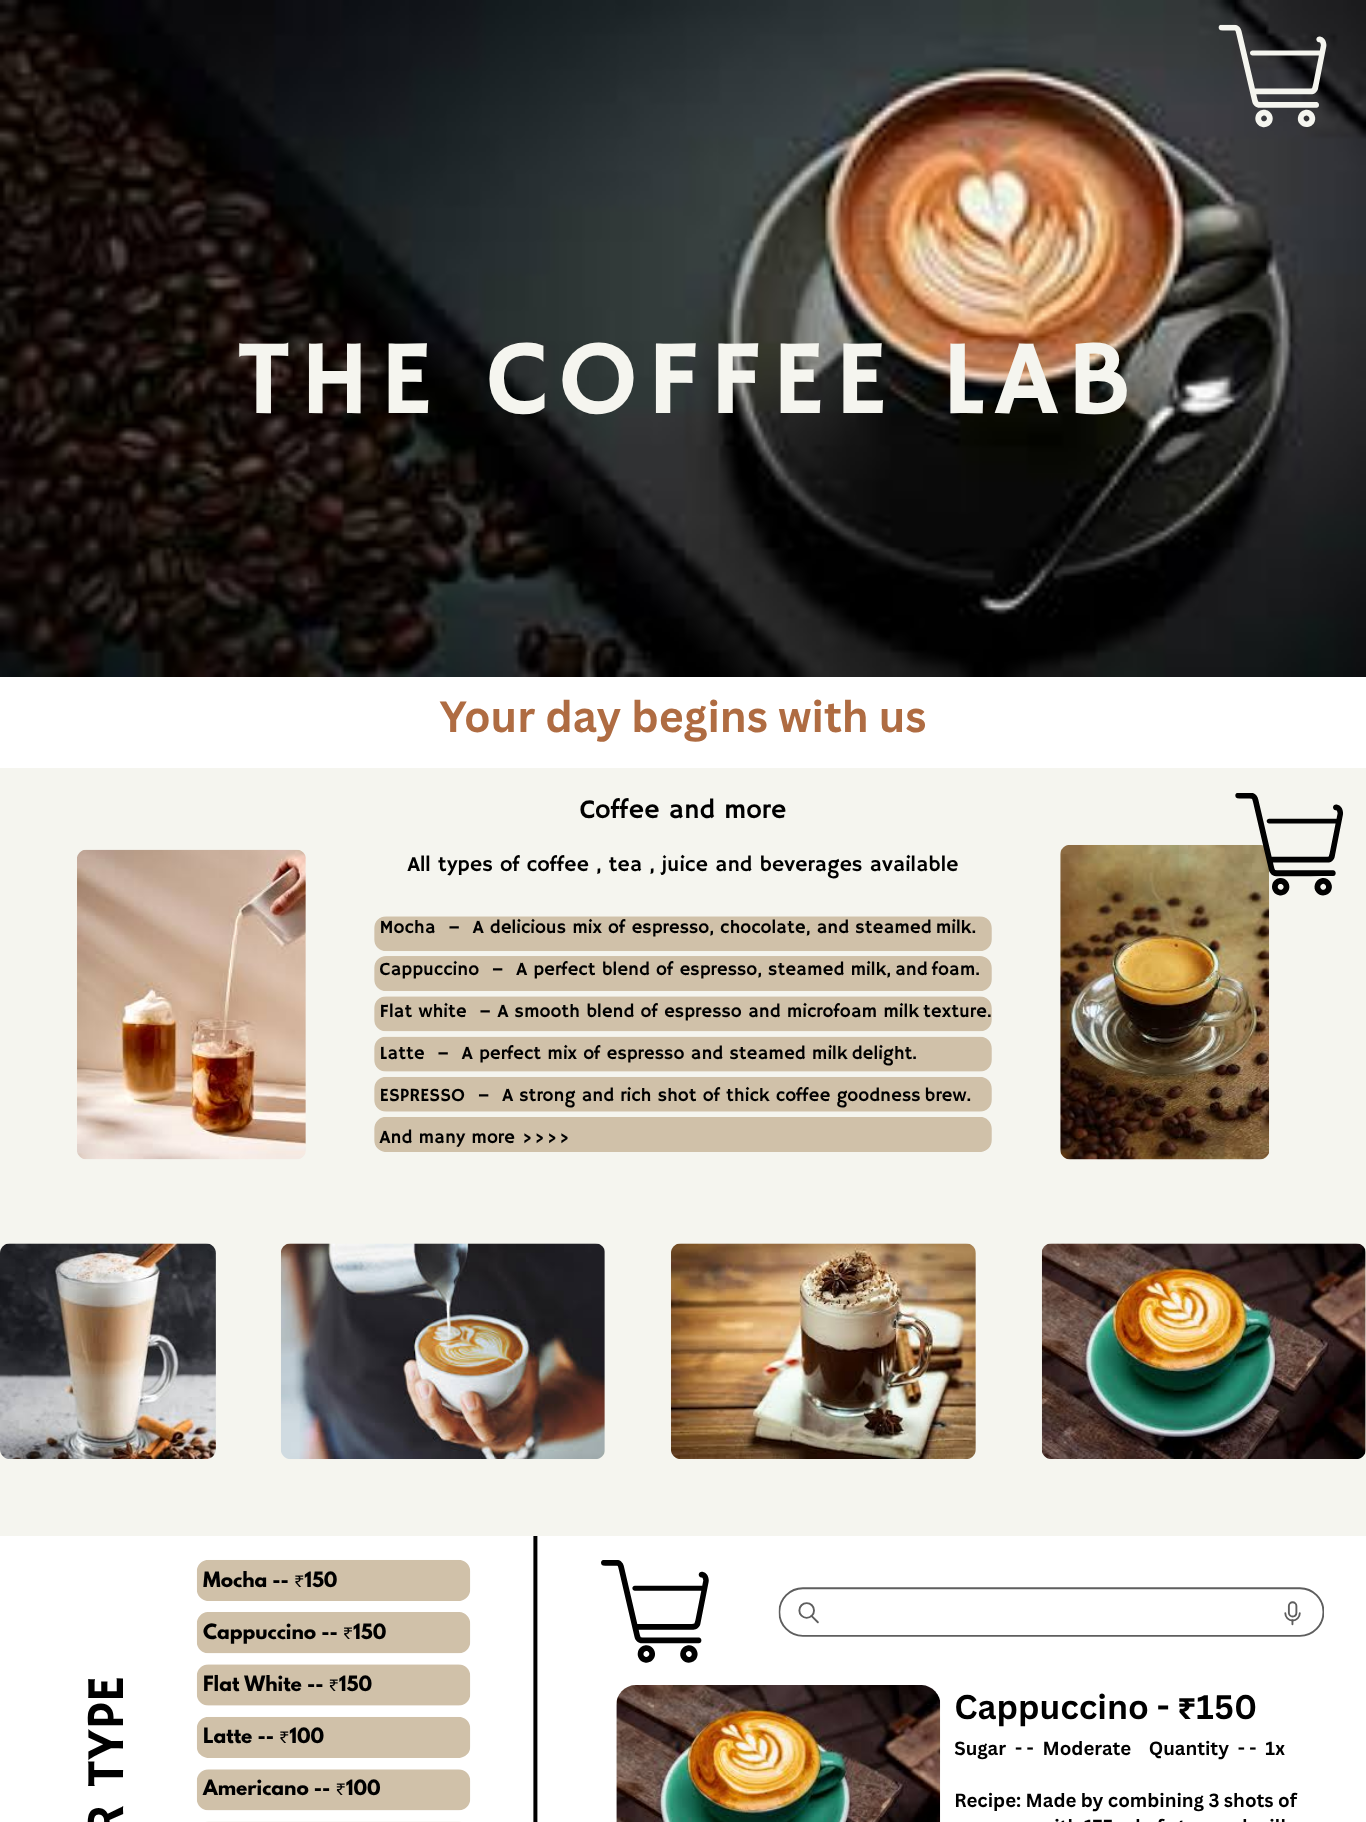 THE COFFEE LAB
Your day begins with us
Coffee and more
All types of coffee , tea , juice and beverages available
Mocha – A delicious mix of espresso, chocolate, and steamed milk.
Cappuccino – A perfect blend of espresso, steamed milk, and foam.
Flat white – A smooth blend of espresso and microfoam milk texture.
Latte – A perfect mix of espresso and steamed milk delight.
ESPRESSO – A strong and rich shot of thick coffee goodness brew.
And many more >>>>
Mocha -- ₹150
Cappuccino -- ₹150
Flat White -- ₹150
Latte -- ₹100
Americano -- ₹100
TYPE
Cappuccino - ₹150
Sugar -- Moderate Quantity -- 1x
Recipe: Made by combining 3 shots of